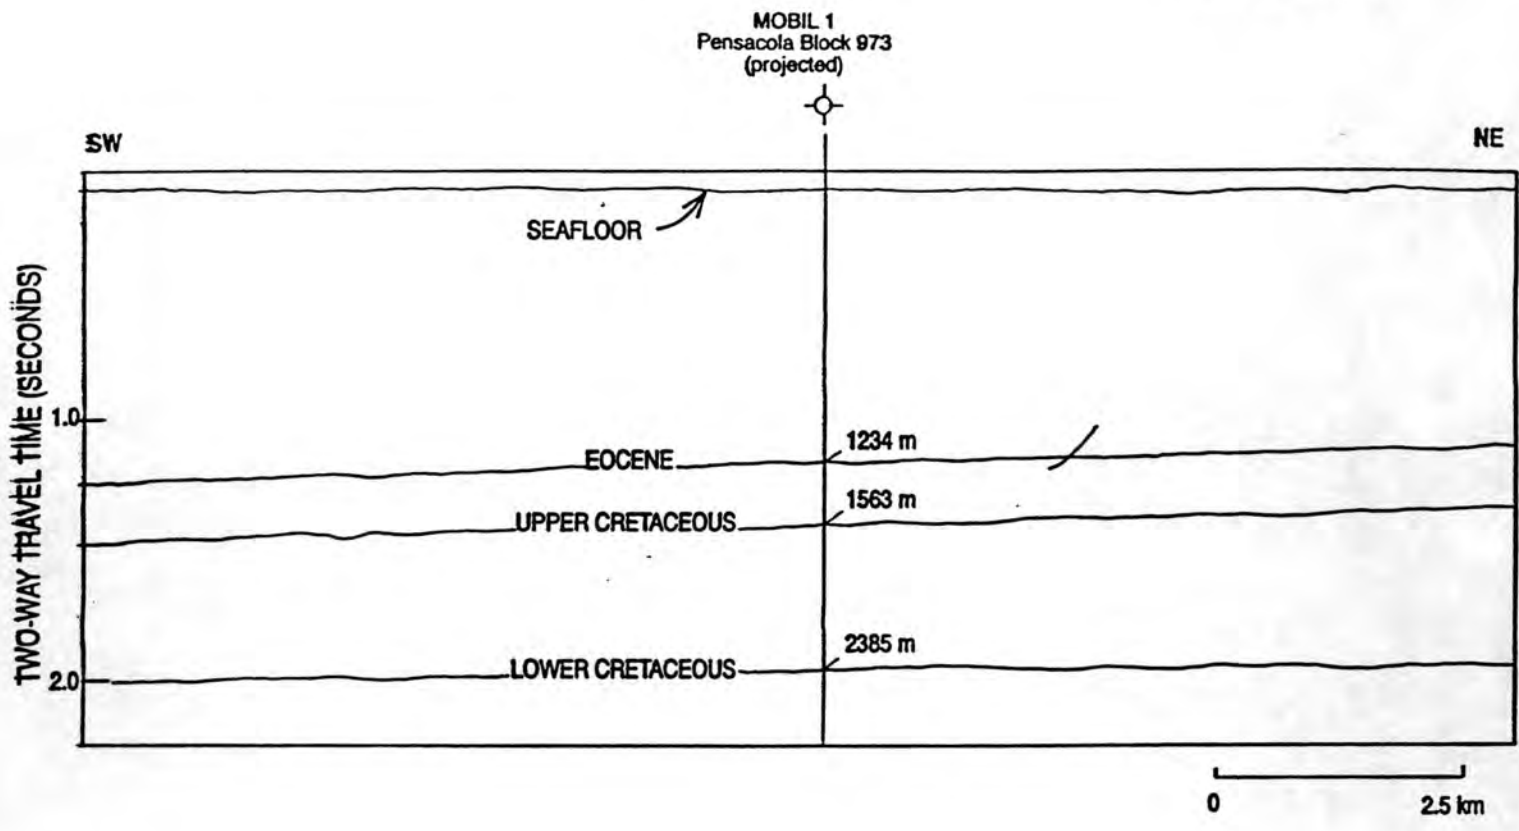 MOBIL 1
Pensacola Block 973
(projected)
SW
NE
SEAFLOOR
TWO-WAY TRAVEL TIME (SECONDS)
1.0
1234 m
EOCENE
1563 m
UPPER CRETACEOUS
2385 m
LOWER CRETACEOUS
2.0
0
2.5 km